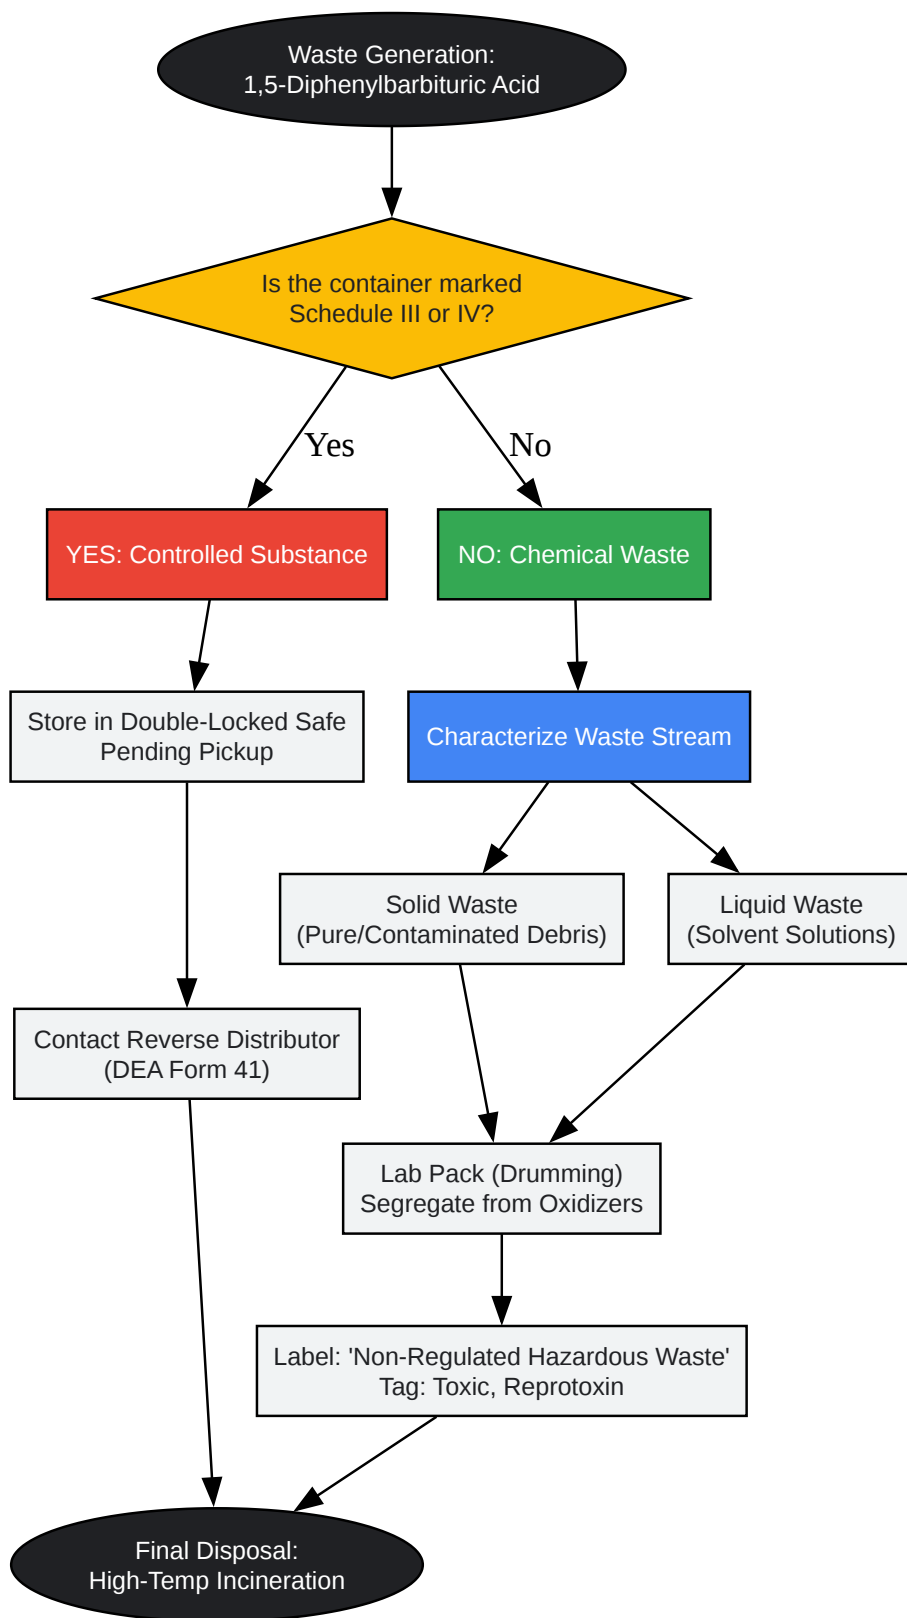 Waste Generation:
1,5-Diphenylbarbituric Acid
Is the container marked
Schedule III or IV?
Yes
No
YES: Controlled Substance
NO: Chemical Waste
Store in Double-Locked Safe
Pending Pickup
Characterize Waste Stream
Solid Waste
(Pure/Contaminated Debris)
Liquid Waste
(Solvent Solutions)
Contact Reverse Distributor
(DEA Form 41)
Lab Pack (Drumming)
Segregate from Oxidizers
Label: 'Non-Regulated Hazardous Waste'
Tag: Toxic, Reprotoxin
Final Disposal:
High-Temp Incineration